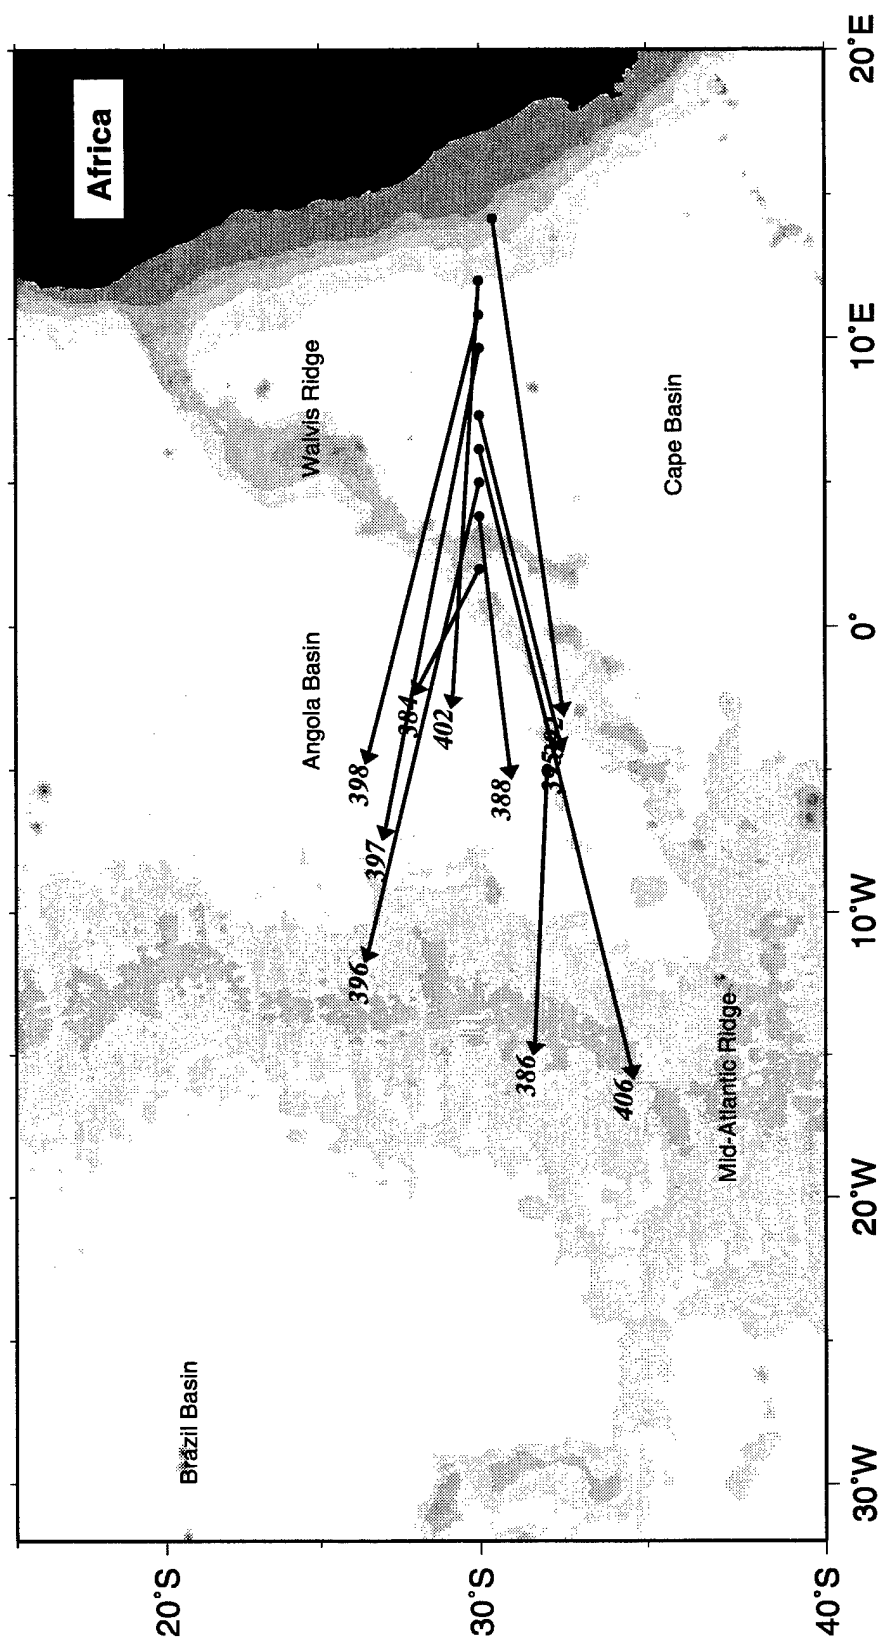 Africa
20°E
10°E
0°
10°W
20°W
30°W
20°S
30°S
40°S
Walvis Ridge
Cape Basin
Angola Basin
Mid-Atlantic Ridge
Brazil Basin
398
384
402
388
397
396
386
406